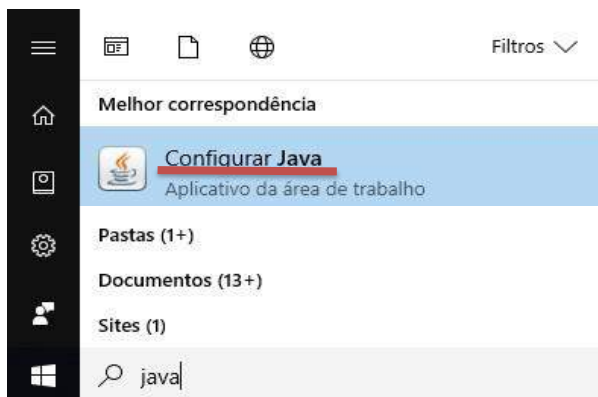 Filtros
Melhor correspondência
Configurar Java
Aplicativo da área de trabalho
Pastas (1+)
Documentos (13+)
Sites (1)
java